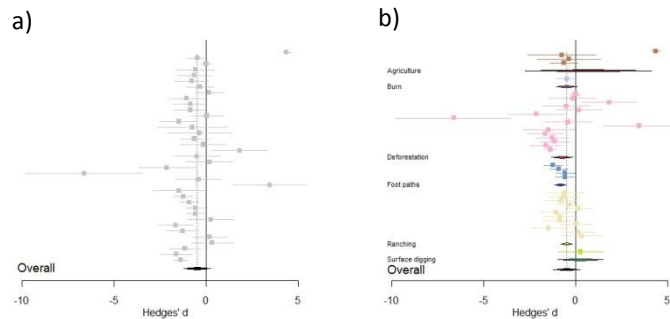 a)
b)
Overall
-10 -5 0 5
Hedges' d
Agriculture
Burn
Deforestation
Foot paths
Ranching
Surface digging
Overall
-10 -5 0 5
Hedges' d